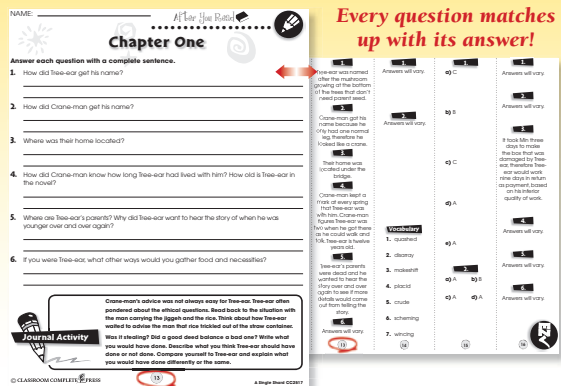 NAME:
After You Read
Chapter One
Answer each question with a complete sentence.
1. How did Tree-ear get his name?
2. How did Crane-man get his name?
3. Where was their home located?
4. How did Crane-man know how long Tree-ear had lived with him? How old is Tree-ear in
the novel?
5. Where are Tree-ear's parents? Why did Tree-ear want to hear the story of when he was
younger over and over again?
6. If you were Tree-ear, what other ways would you gather food and necessities?
Journal Activity
Crane-man's advice was not always easy for Tree-ear. Tree-ear often
pondered about the ethical questions. Read back to the situation with
the man carrying the jiggeh and the rice. Think about how Tree-ear
waited to advise the man that rice trickled out of the straw container.
Was it stealing? Did a good deed balance a bad one? Write what
you would have done. Describe what you think Tree-ear should have
done or not done. Compare yourself to Tree-ear and explain what
you would have done differently or the same.
© CLASSROOM COMPLETE PRESS
13
A Single Shard CC2517
Every question matches
up with its answer!
1.
Tree-ear was named
after the mushroom
growing at the bottom
of the trees that don't
need parent seed.
2.
Crane-man got his
name because he
only had one normal
leg, therefore he
looked like a crane.
3.
Their home was
located under the
bridge.
4.
Crane-man kept a
mark at every spring
that Tree-ear was
with him. Crane-man
figures Tree-ear was
two when he got there
as he could walk and
talk. Tree-ear is twelve
years old.
5.
Tree-ear's parents
were dead and he
wanted to hear the
story over and over
again to see if more
details would come
out from telling the
story.
6.
Answers will vary.
13
1.
Answers will vary.
2.
Answers will vary.
Vocabulary
1. quashed
2. disarray
3. makeshift
4. placid
5. crude
6. scheming
7. wincing
14
1.
a) C
b) B
c) C
d) A
e) A
2.
a) A b) B
c) A d) A
15
1.
Answers will vary.
2.
Answers will vary.
3.
It took Min three
days to make
the box that was
damaged by Tree-
ear, therefore Tree-
ear would work
nine days in return
as payment, based
on his inferior
quality of work.
4.
Answers will vary.
5.
Answers will vary.
6.
Answers will vary.
16